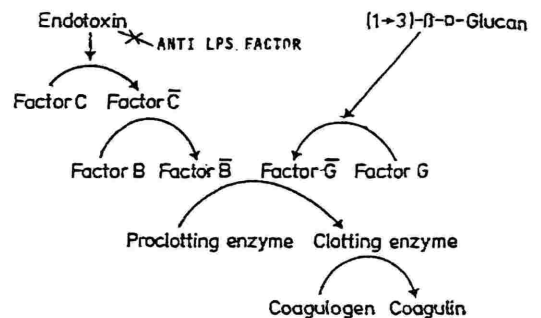 Endotoxin (1→3)-β-D-Glucan
ANTI LPS. FACTOR
Factor C Factor C̅
Factor B Factor B̅ Factor G̅ Factor G
Proclotting enzyme Clotting enzyme
Coagulogen Coagulin